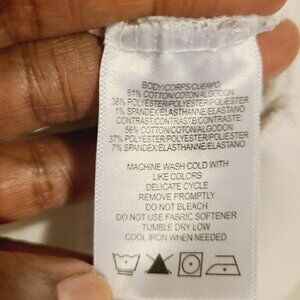 BODY/CORPS/CUERPO:
61% COTTON/COTON/ALGODON
38% POLYESTER/POLYESTER/POLIESTER
1% SPANDEX/ELASTHANNE/ELASTANO
CONTRAST/CONTRASTE/CONTRASTE:
56% COTTON/COTON/ALGODON
37% POLYESTER/POLYESTER/POLIESTER
7% SPANDEX/ELASTHANNE/ELASTANO
MACHINE WASH COLD WITH
LIKE COLORS
DELICATE CYCLE
REMOVE PROMPTLY
DO NOT BLEACH
DO NOT USE FABRIC SOFTENER
TUMBLE DRY LOW
COOL IRON WHEN NEEDED